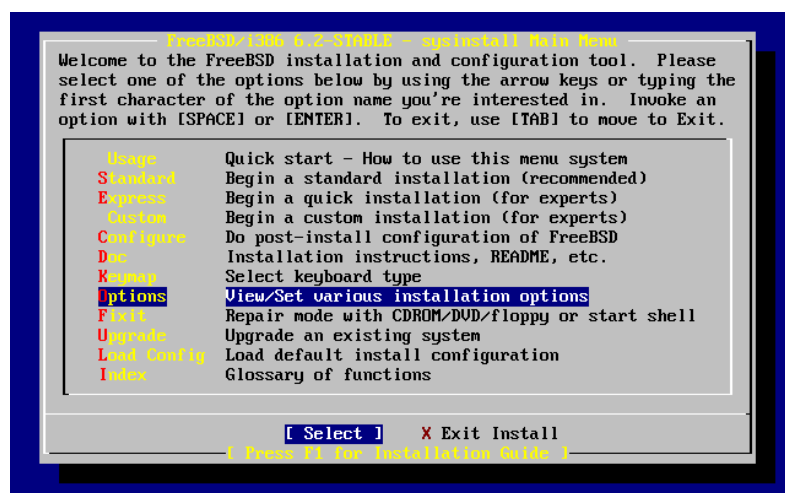 FreeBSD/i386 6.2-STABLE - sysinstall Main Menu
Welcome to the FreeBSD installation and configuration tool.  Please
select one of the options below by using the arrow keys or typing the
first character of the option name you're interested in.  Invoke an
option with [SPACE] or [ENTER].  To exit, use [TAB] to move to Exit.
Usage Quick start - How to use this menu system
Standard Begin a standard installation (recommended)
Express Begin a quick installation (for experts)
Custom Begin a custom installation (for experts)
Configure Do post-install configuration of FreeBSD
Doc Installation instructions, README, etc.
Keymap Select keyboard type
Options View/Set various installation options
Fixit Repair mode with CDROM/DVD/floppy or start shell
Upgrade Upgrade an existing system
Load Config Load default install configuration
Index Glossary of functions
[ Select ] X Exit Install
[ Press F1 for Installation Guide ]